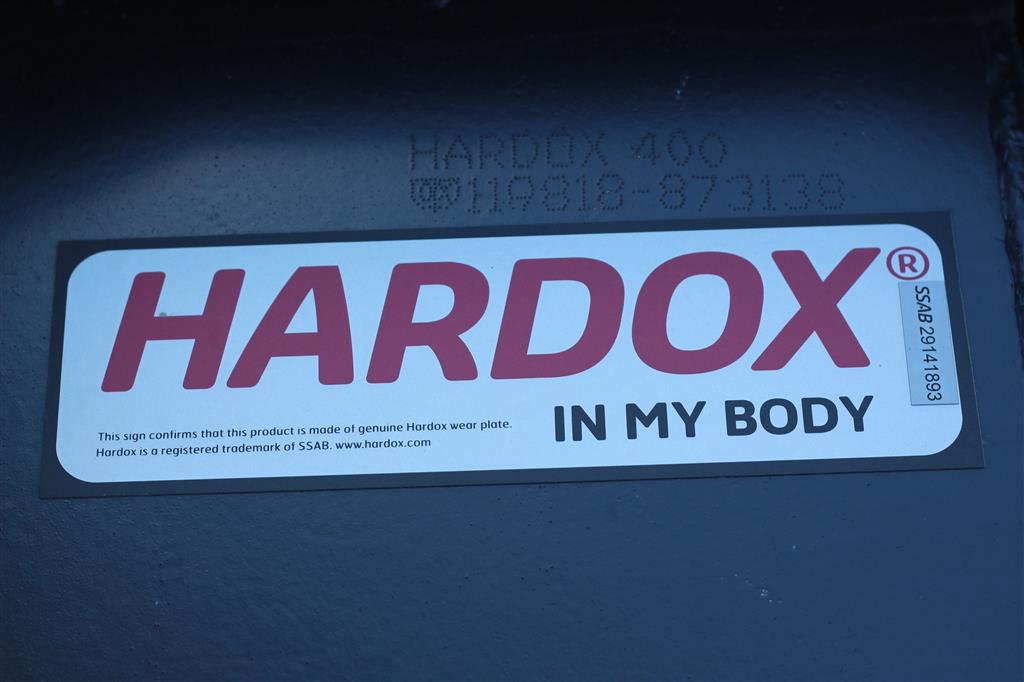 HARDOX 400
119818-873138
HARDOX®
SSAB 29141893
IN MY BODY
This sign confirms that this product is made of genuine Hardox wear plate.
Hardox is a registered trademark of SSAB. www.hardox.com